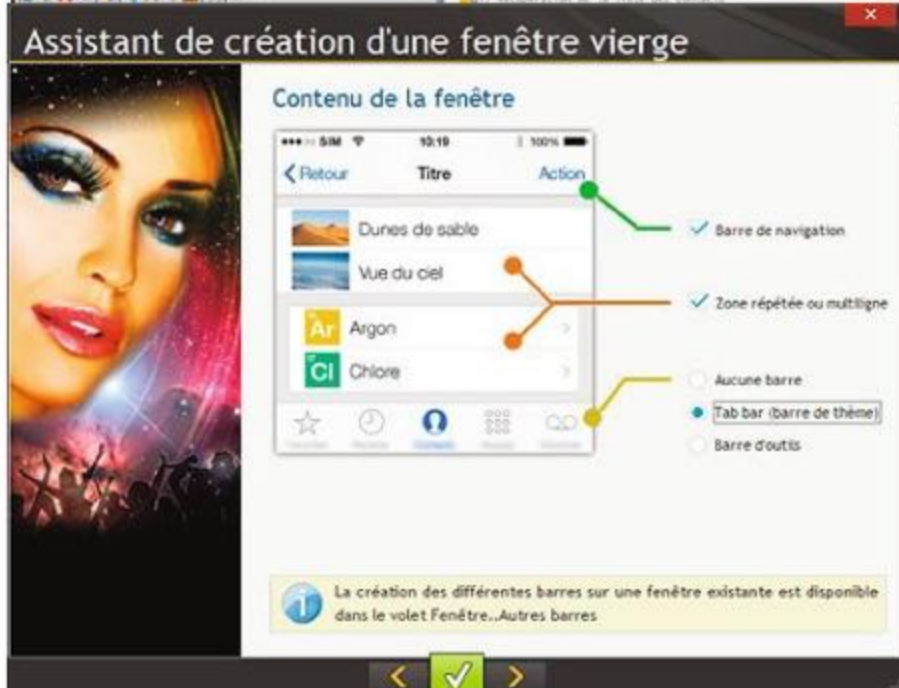 Assistant de création d'une fenêtre vierge
Contenu de la fenêtre
SIM 10:19 100%
Retour Titre Action
Dunes de sable
Vue du ciel
Ar Argon
Cl Chlore
Barre de navigation
Zone répétée ou multiligne
Aucune barre
Tab bar (barre de thème)
Barre d'outils
La création des différentes barres sur une fenêtre existante est disponible
dans le volet Fenêtre..Autres barres